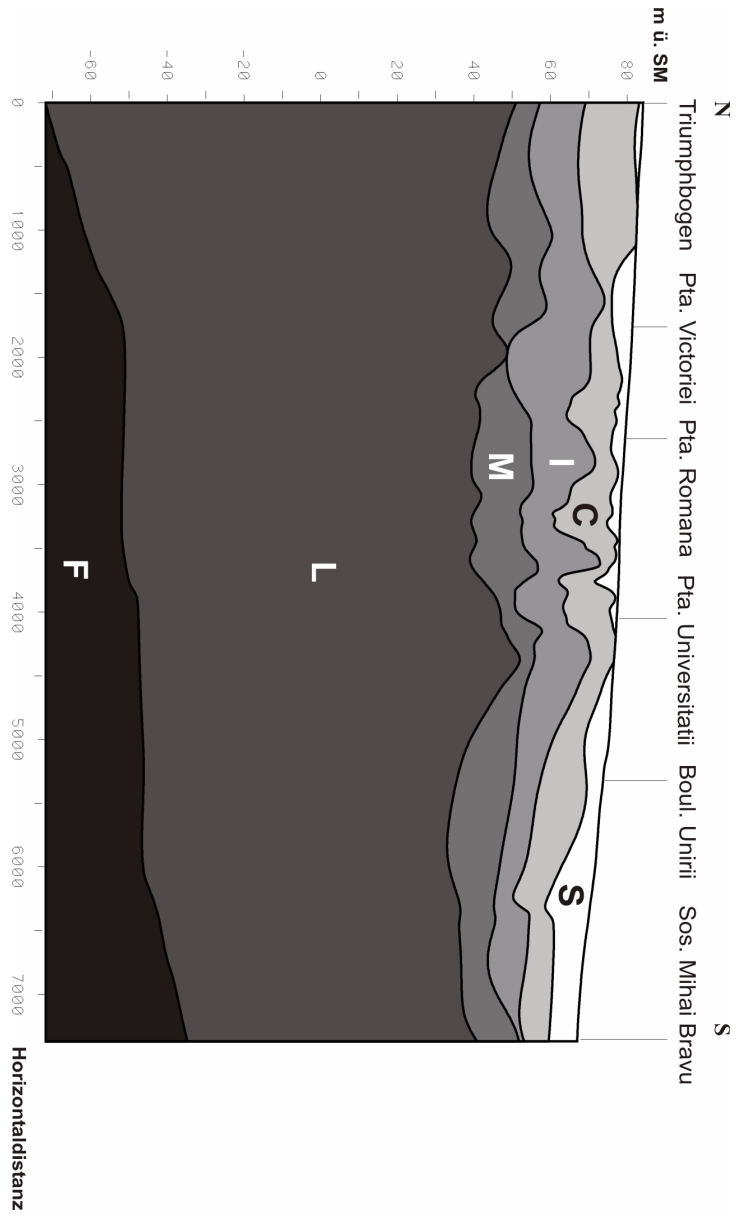 N S
Triumphbogen Pta. Victoriei Pta. Romana Pta. Universitatii Boul. Unirii Sos. Mihai Bravu
m ü. SM
80
60
40
20
0
-20
-40
-60
S
C
I
M
L
F
0 1000 20000 3000 4000 5000 6000 7000
Horizontaldistanz